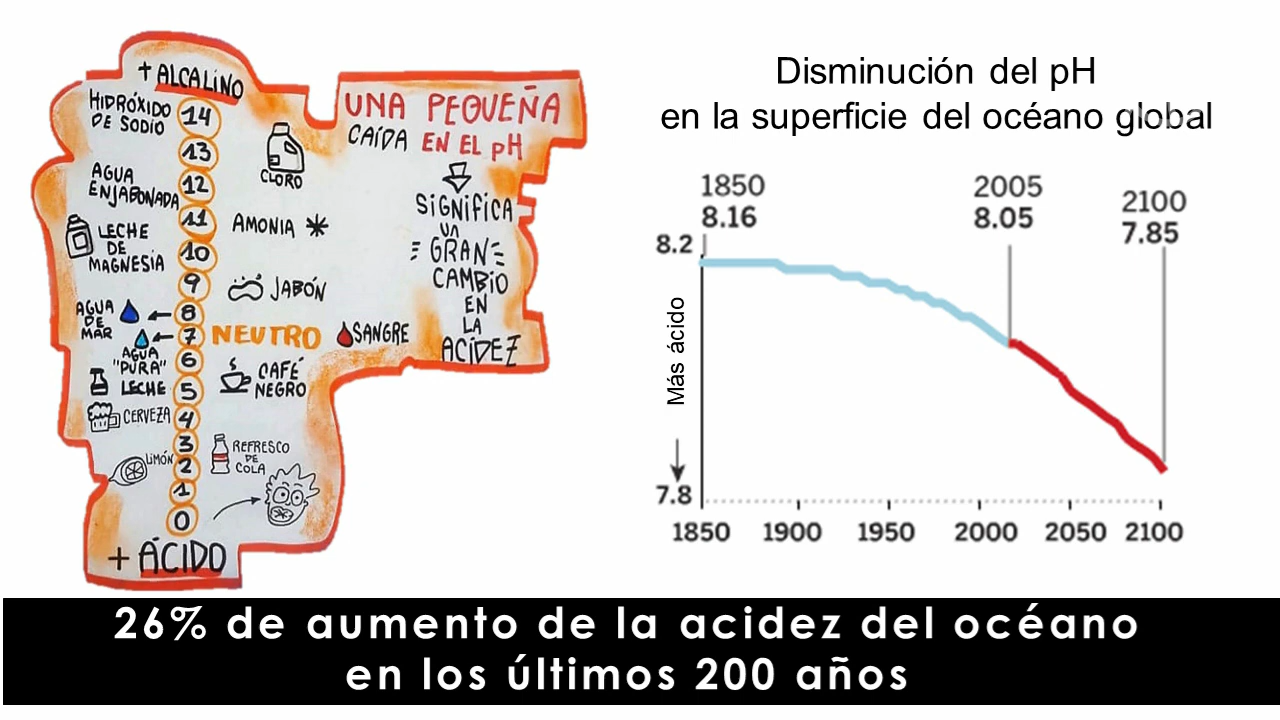 + ALCALINO
HIDRÓXIDO
DE SODIO
14
13
CLORO
AGUA
ENJABONADA
12
11
AMONIA
LECHE
DE
MAGNESIA
10
9
JABÓN
AGUA
DE
MAR
8
7
NEUTRO
SANGRE
AGUA
"PURA"
6
LECHE
5
CAFÉ
NEGRO
CERVEZA
4
3
REFRESCO
DE
COLA
LIMÓN
2
1
0
+ ÁCIDO
UNA PEQUEÑA
CAÍDA EN EL pH
SIGNIFICA
UN
GRAN
CAMBIO
EN
LA
ACIDEZ
Disminución del pH
en la superficie del océano global
1850
8.16
2005
8.05
2100
7.85
8.2
Más ácido
7.8
1850 1900 1950 2000 2050 2100
26% de aumento de la acidez del océano
en los últimos 200 años